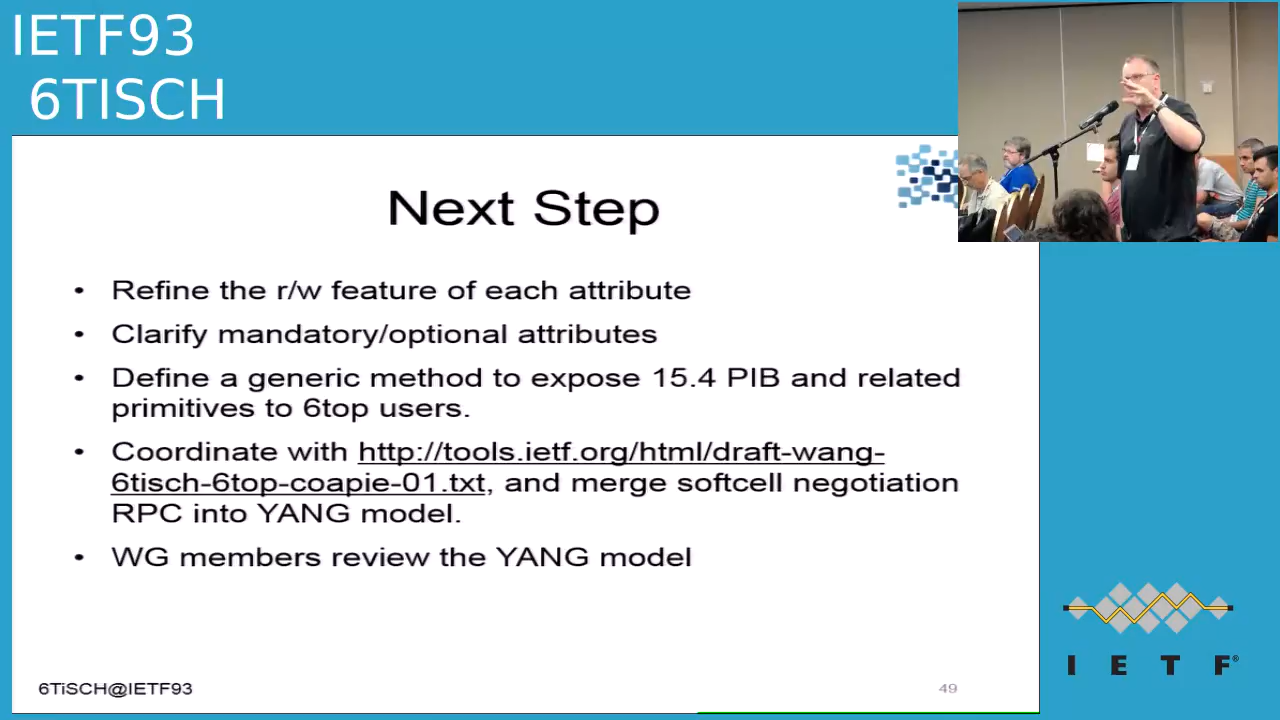 IETF93
6TISCH
Next Step
• Refine the r/w feature of each attribute
• Clarify mandatory/optional attributes
• Define a generic method to expose 15.4 PIB and related
primitives to 6top users.
• Coordinate with http://tools.ietf.org/html/draft-wang-
6tisch-6top-coapie-01.txt, and merge softcell negotiation
RPC into YANG model.
• WG members review the YANG model
6TiSCH@IETF93
49
I E T F®